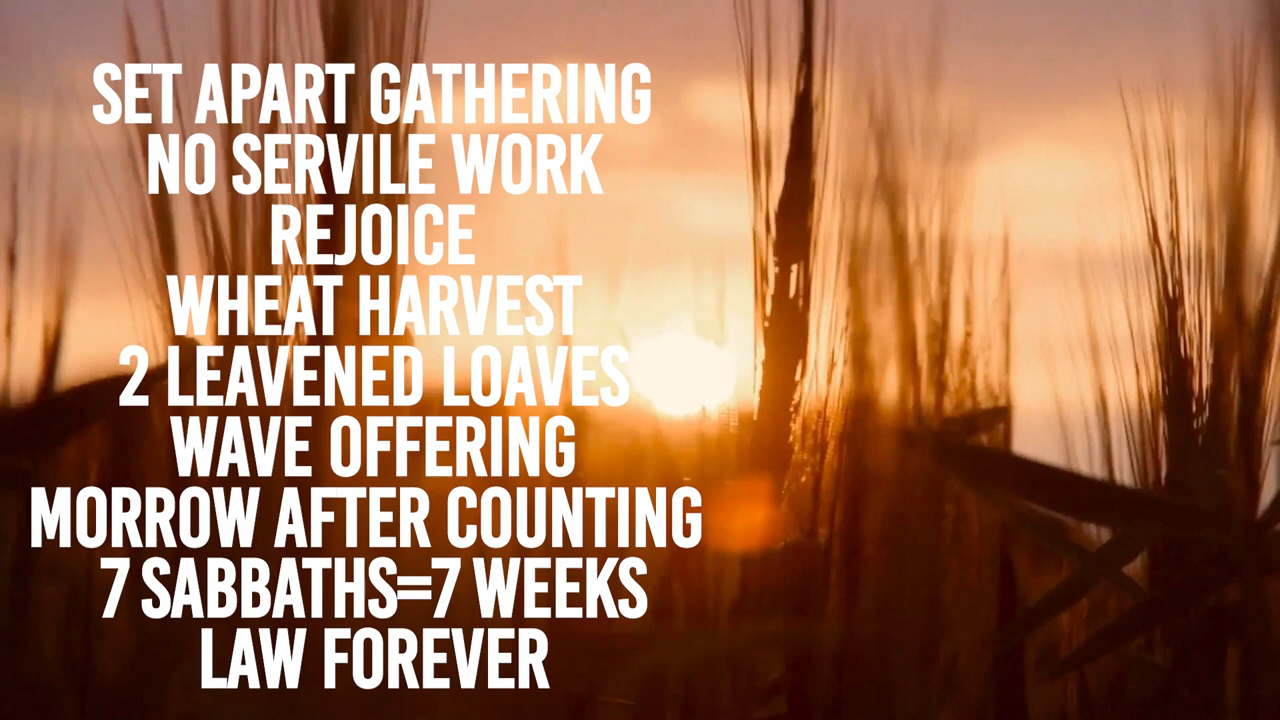 SET APART GATHERING
NO SERVILE WORK
REJOICE
WHEAT HARVEST
2 LEAVENED LOAVES
WAVE OFFERING
MORROW AFTER COUNTING
7 SABBATHS=7 WEEKS
LAW FOREVER